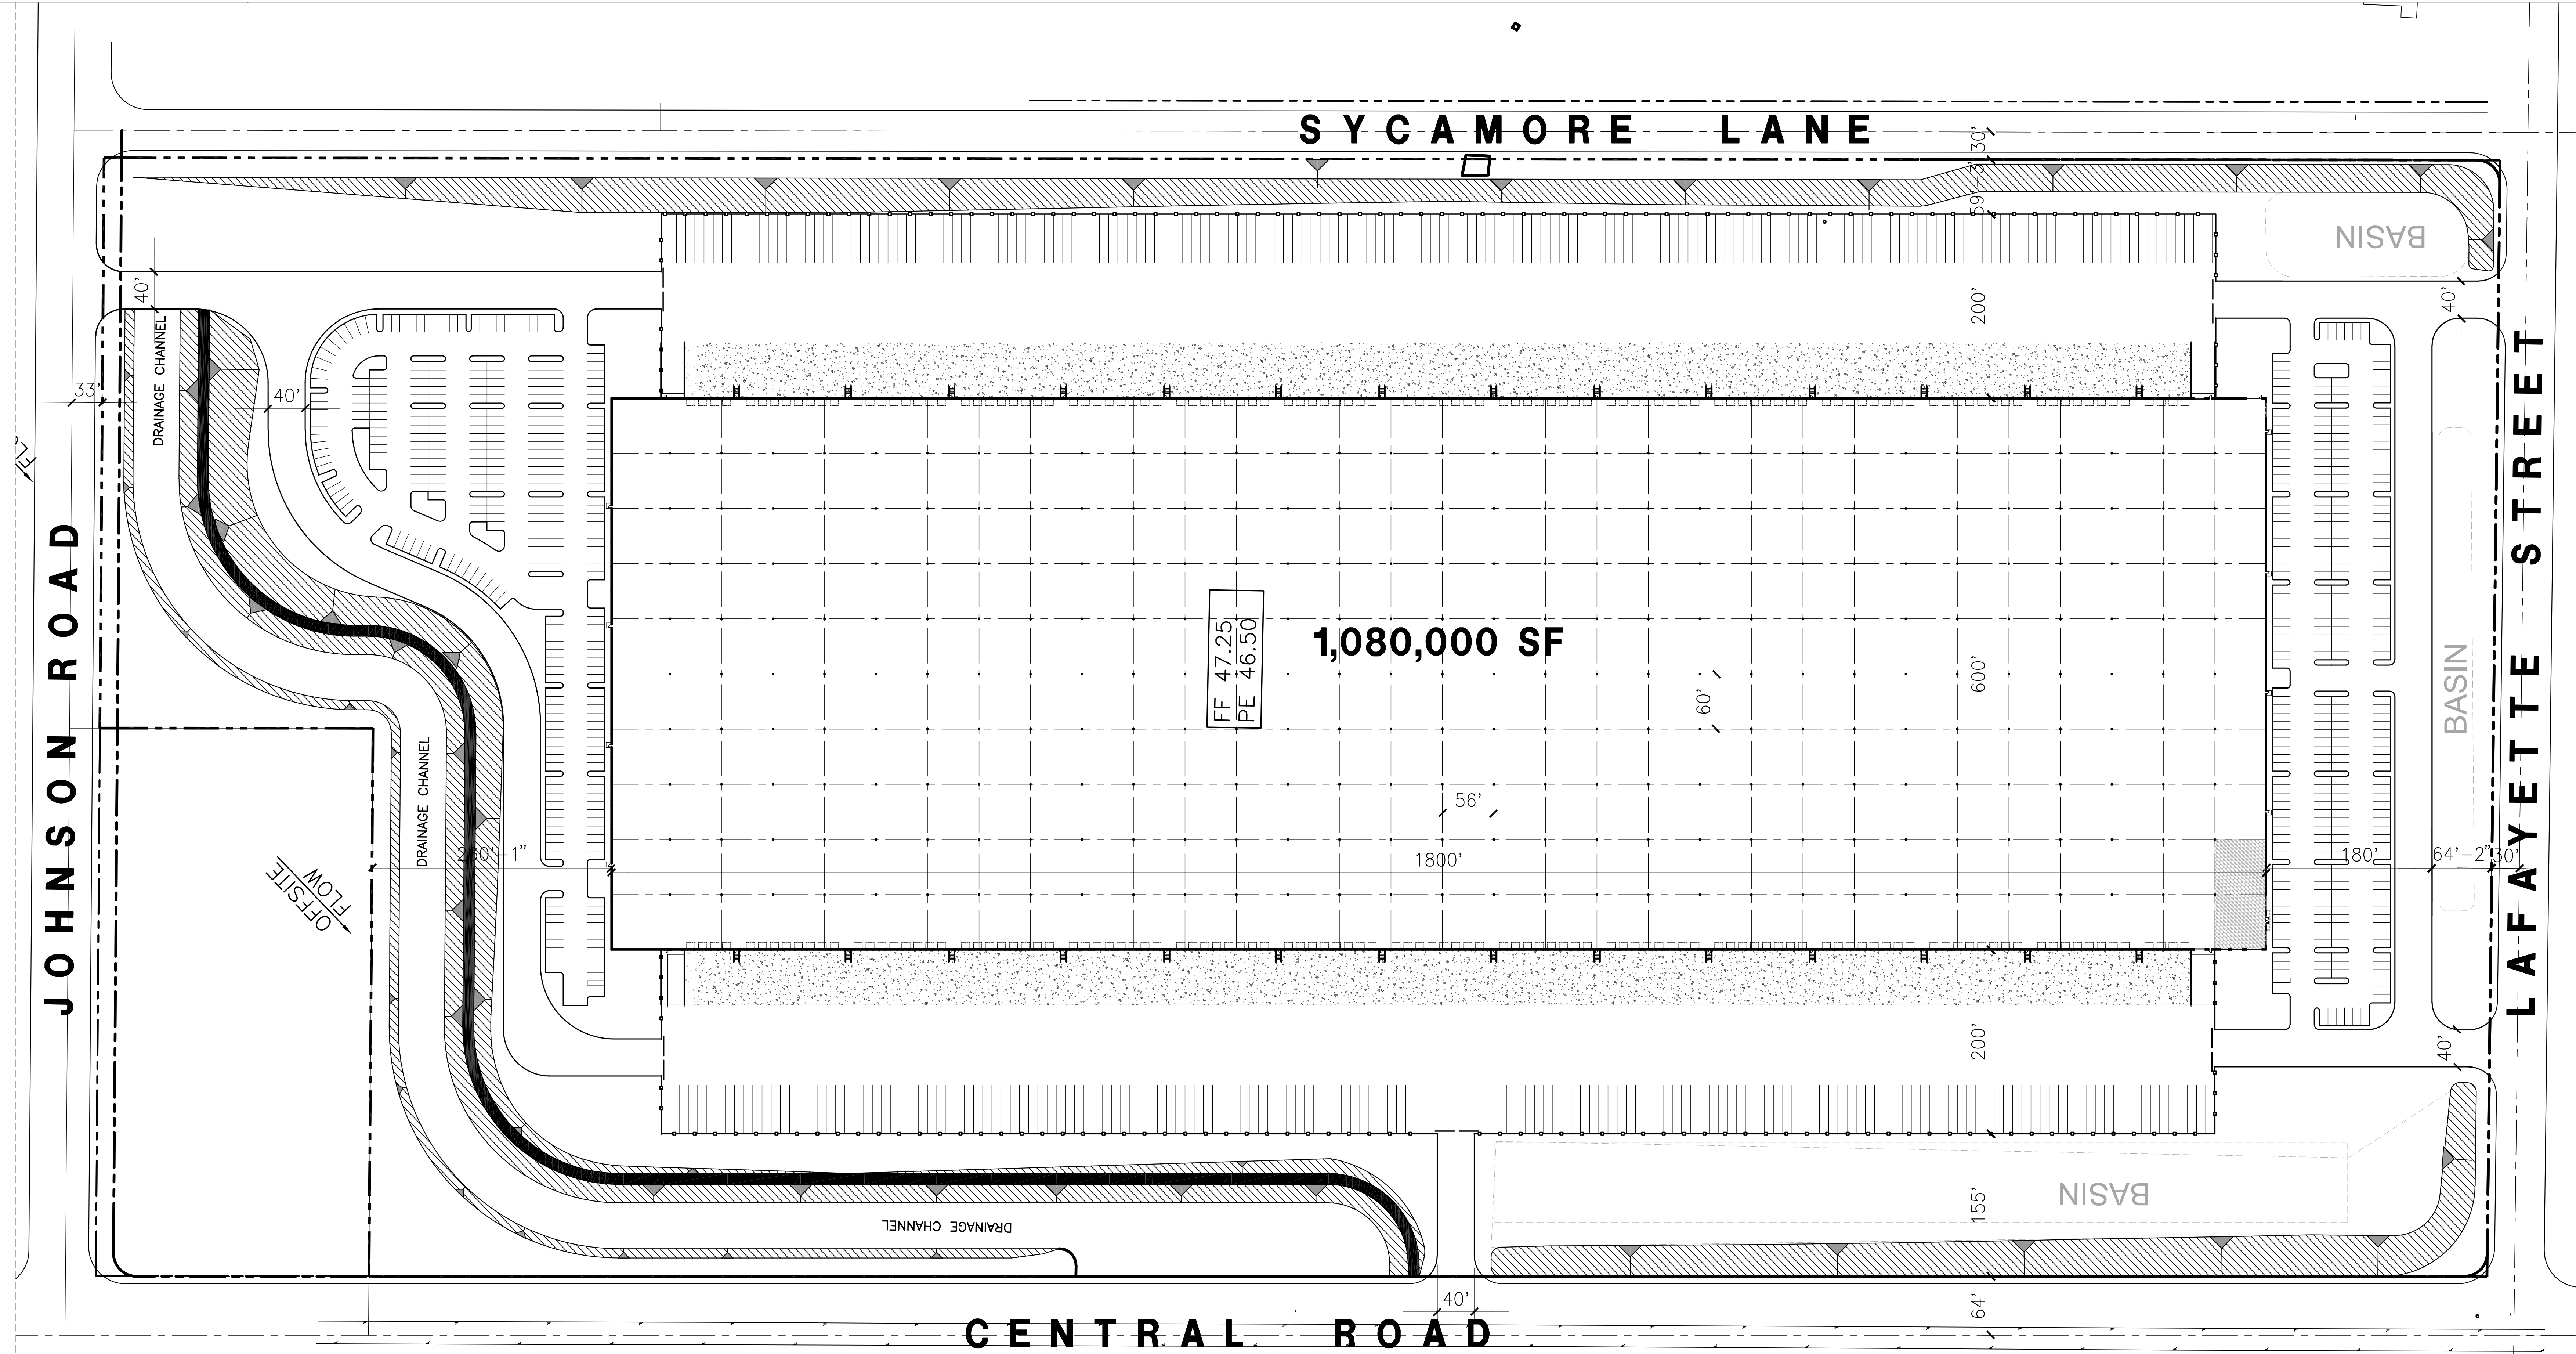 SYCAMORE LANE
30'
59'-3"
BASIN
40'
200'
40'
DRAINAGE CHANNEL
33'
40'
JOHNSON ROAD
LAFAYETTE STREET
1,080,000 SF
FF 47.25
PE 46.50
600'
60'
BASIN
56'
DRAINAGE CHANNEL
260'-1"
1800'
180'
64'-2"
30'
OFFSITE
FLOW
200'
40'
BASIN
155'
DRAINAGE CHANNEL
40'
64'
CENTRAL ROAD